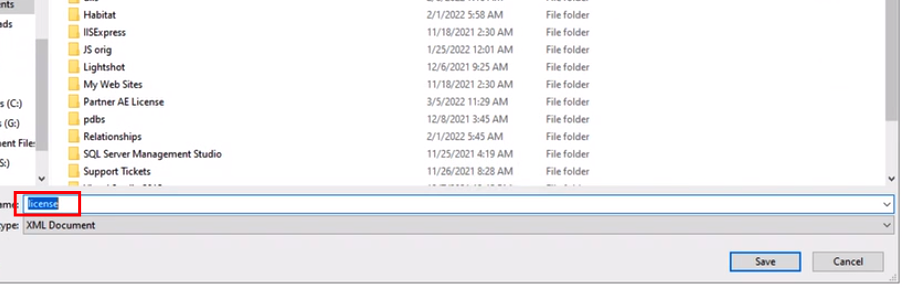 Habitat 2/1/2022 5:58 AM File folder
IISExpress 11/18/2021 2:30 AM File folder
JS orig 1/25/2022 12:01 AM File folder
Lightshot 12/6/2021 9:25 AM File folder
My Web Sites 11/18/2021 2:30 AM File folder
Partner AE License 3/5/2022 11:29 AM File folder
pdbs 12/8/2021 3:45 AM File folder
Relationships 2/1/2022 5:45 AM File folder
SQL Server Management Studio 11/25/2021 4:19 AM File folder
Support Tickets 11/26/2021 8:28 AM File folder
nts
ads
s (C:)
s (G:)
ment Files
S:)
ame: license
type: XML Document
Save Cancel